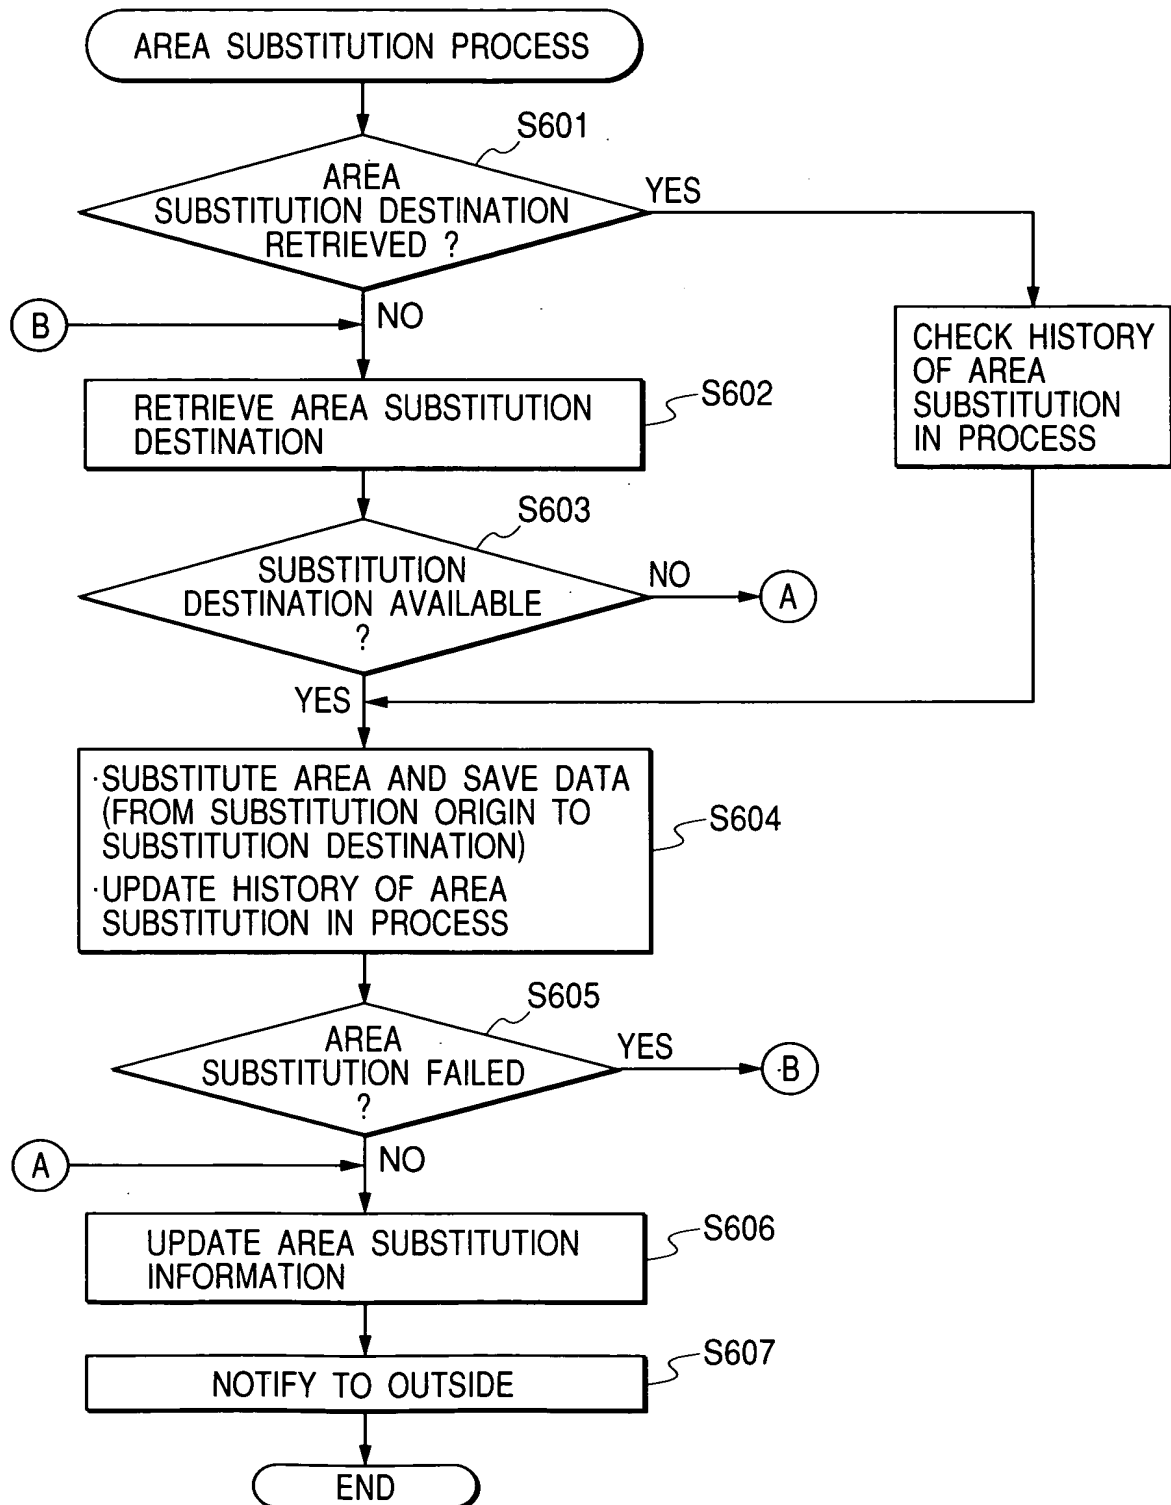 AREA SUBSTITUTION PROCESS
S601
AREA
SUBSTITUTION DESTINATION
RETRIEVED ?
YES
NO
B
CHECK HISTORY
OF AREA
SUBSTITUTION
IN PROCESS
RETRIEVE AREA SUBSTITUTION
DESTINATION
S602
S603
SUBSTITUTION
DESTINATION AVAILABLE
?
NO
A
YES
·SUBSTITUTE AREA AND SAVE DATA
(FROM SUBSTITUTION ORIGIN TO
SUBSTITUTION DESTINATION)
·UPDATE HISTORY OF AREA
SUBSTITUTION IN PROCESS
S604
S605
AREA
SUBSTITUTION FAILED
?
YES
B
A
NO
UPDATE AREA SUBSTITUTION
INFORMATION
S606
NOTIFY TO OUTSIDE
S607
END